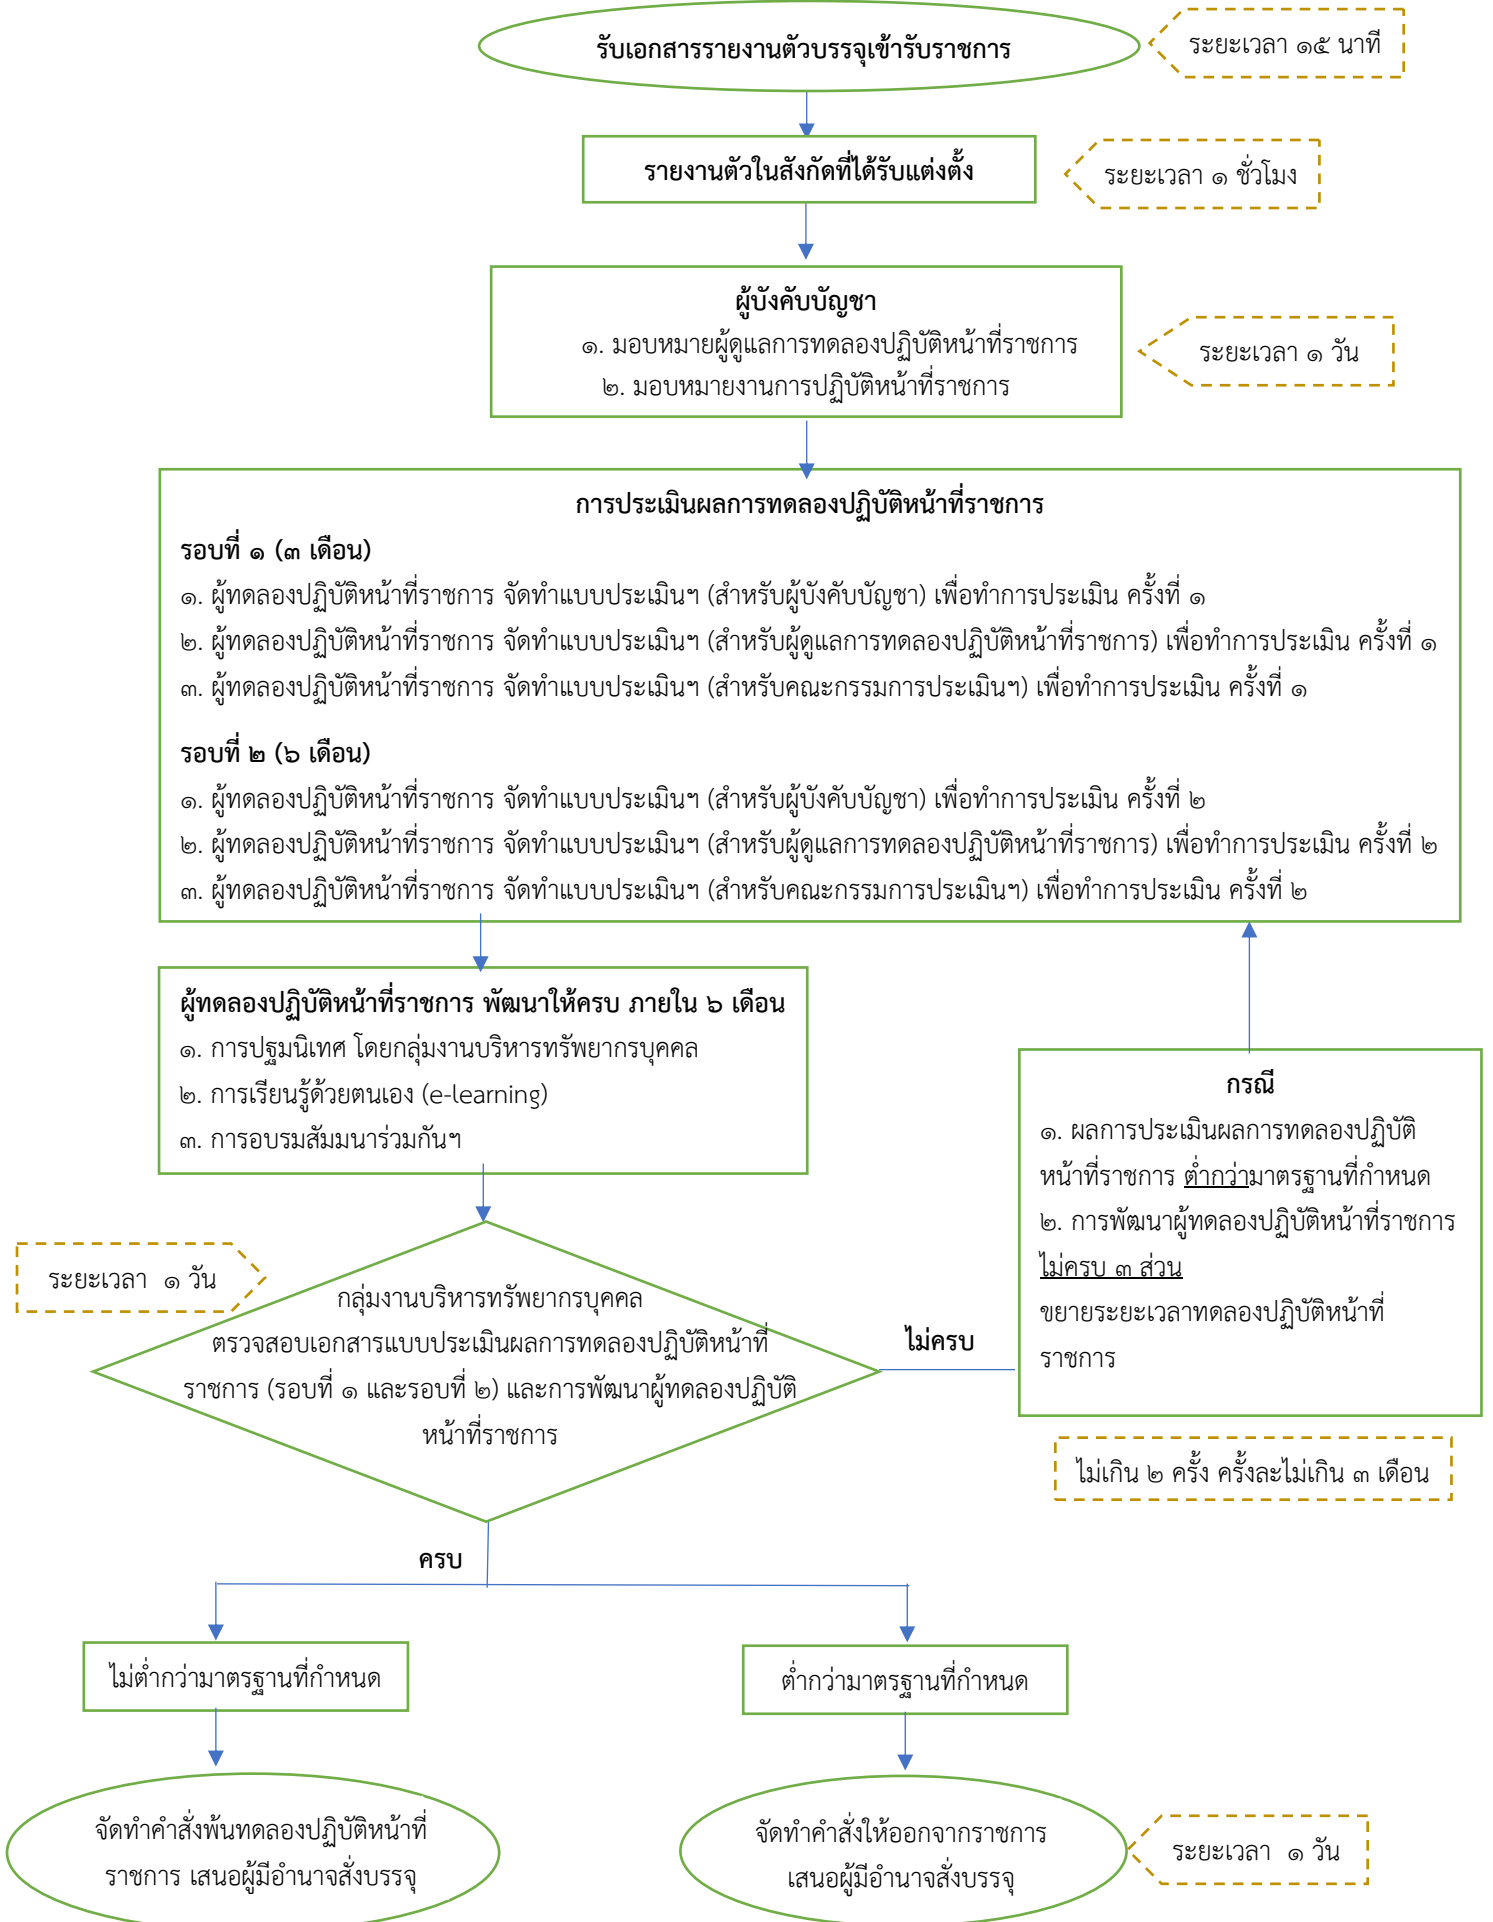 รับเอกสารรายงานตัวบรรจุเข้ารับราชการ
ระยะเวลา ๑๕ นาที
รายงานตัวในสังกัดที่ได้รับแต่งตั้ง
ระยะเวลา ๑ ชั่วโมง
ผู้บังคับบัญชา
๑. มอบหมายผู้ดูแลการทดลองปฏิบัติหน้าที่ราชการ
๒. มอบหมายงานการปฏิบัติหน้าที่ราชการ
ระยะเวลา ๑ วัน
การประเมินผลการทดลองปฏิบัติหน้าที่ราชการ
รอบที่ ๑ (๓ เดือน)
๑. ผู้ทดลองปฏิบัติหน้าที่ราชการ จัดทำแบบประเมินฯ (สำหรับผู้บังคับบัญชา) เพื่อทำการประเมิน ครั้งที่ ๑
๒. ผู้ทดลองปฏิบัติหน้าที่ราชการ จัดทำแบบประเมินฯ (สำหรับผู้ดูแลการทดลองปฏิบัติหน้าที่ราชการ) เพื่อทำการประเมิน ครั้งที่ ๑
๓. ผู้ทดลองปฏิบัติหน้าที่ราชการ จัดทำแบบประเมินฯ (สำหรับคณะกรรมการประเมินฯ) เพื่อทำการประเมิน ครั้งที่ ๑
รอบที่ ๒ (๖ เดือน)
๑. ผู้ทดลองปฏิบัติหน้าที่ราชการ จัดทำแบบประเมินฯ (สำหรับผู้บังคับบัญชา) เพื่อทำการประเมิน ครั้งที่ ๒
๒. ผู้ทดลองปฏิบัติหน้าที่ราชการ จัดทำแบบประเมินฯ (สำหรับผู้ดูแลการทดลองปฏิบัติหน้าที่ราชการ) เพื่อทำการประเมิน ครั้งที่ ๒
๓. ผู้ทดลองปฏิบัติหน้าที่ราชการ จัดทำแบบประเมินฯ (สำหรับคณะกรรมการประเมินฯ) เพื่อทำการประเมิน ครั้งที่ ๒
ผู้ทดลองปฏิบัติหน้าที่ราชการ พัฒนาให้ครบ ภายใน ๖ เดือน
๑. การปฐมนิเทศ โดยกลุ่มงานบริหารทรัพยากรบุคคล
๒. การเรียนรู้ด้วยตนเอง (e-learning)
๓. การอบรมสัมมนาร่วมกันฯ
กรณี
๑. ผลการประเมินผลการทดลองปฏิบัติ
หน้าที่ราชการ ต่ำกว่ามาตรฐานที่กำหนด
๒. การพัฒนาผู้ทดลองปฏิบัติหน้าที่ราชการ
ไม่ครบ ๓ ส่วน
ขยายระยะเวลาทดลองปฏิบัติหน้าที่
ราชการ
ระยะเวลา ๑ วัน
กลุ่มงานบริหารทรัพยากรบุคคล
ตรวจสอบเอกสารแบบประเมินผลการทดลองปฏิบัติหน้าที่
ราชการ (รอบที่ ๑ และรอบที่ ๒) และการพัฒนาผู้ทดลองปฏิบัติ
หน้าที่ราชการ
ไม่ครบ
ไม่เกิน ๒ ครั้ง ครั้งละไม่เกิน ๓ เดือน
ครบ
ไม่ต่ำกว่ามาตรฐานที่กำหนด
ต่ำกว่ามาตรฐานที่กำหนด
จัดทำคำสั่งพ้นทดลองปฏิบัติหน้าที่
ราชการ เสนอผู้มีอำนาจสั่งบรรจุ
จัดทำคำสั่งให้ออกจากราชการ
เสนอผู้มีอำนาจสั่งบรรจุ
ระยะเวลา ๑ วัน